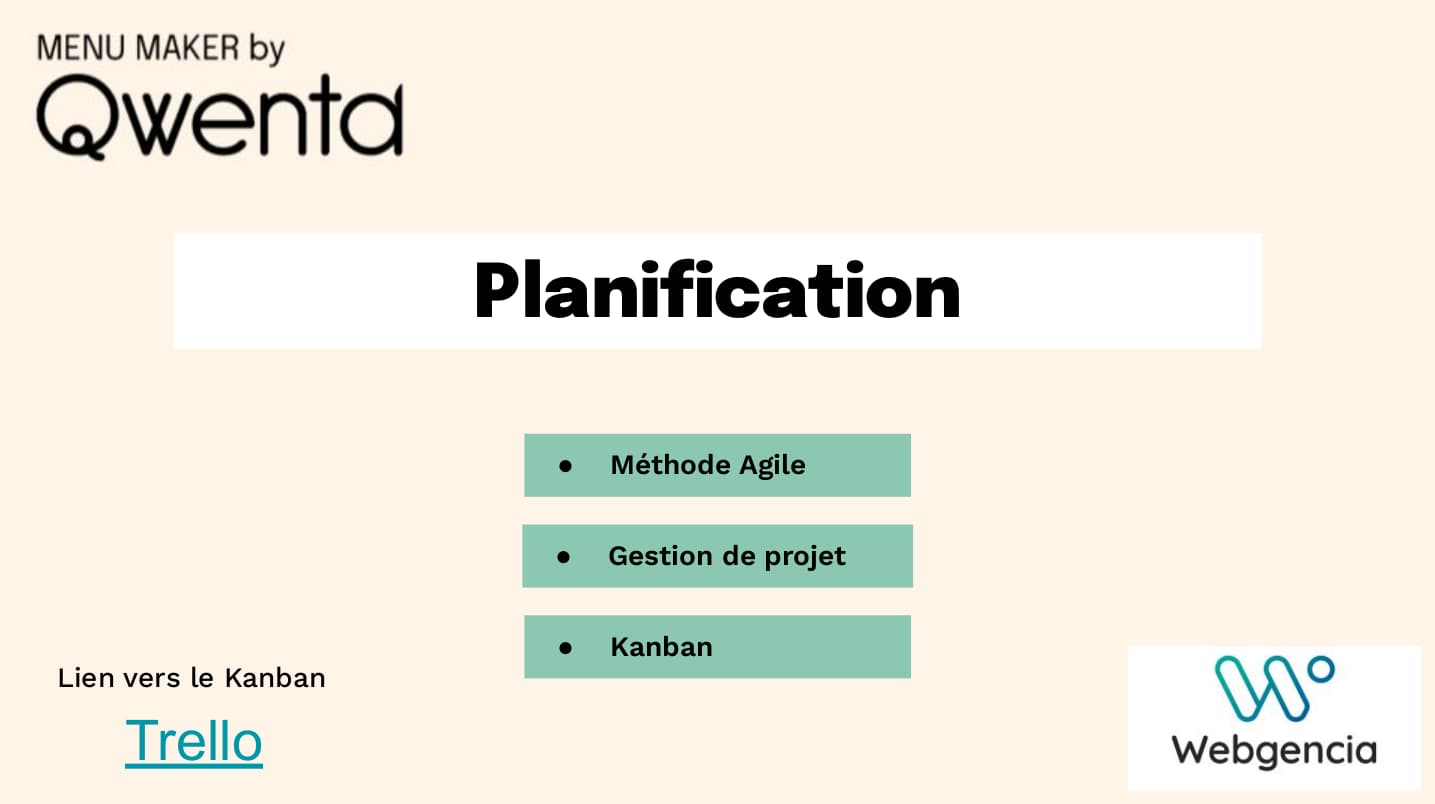 MENU MAKER by
Qwenta
Planification
● Méthode Agile
● Gestion de projet
● Kanban
Lien vers le Kanban
Trello
Webgencia